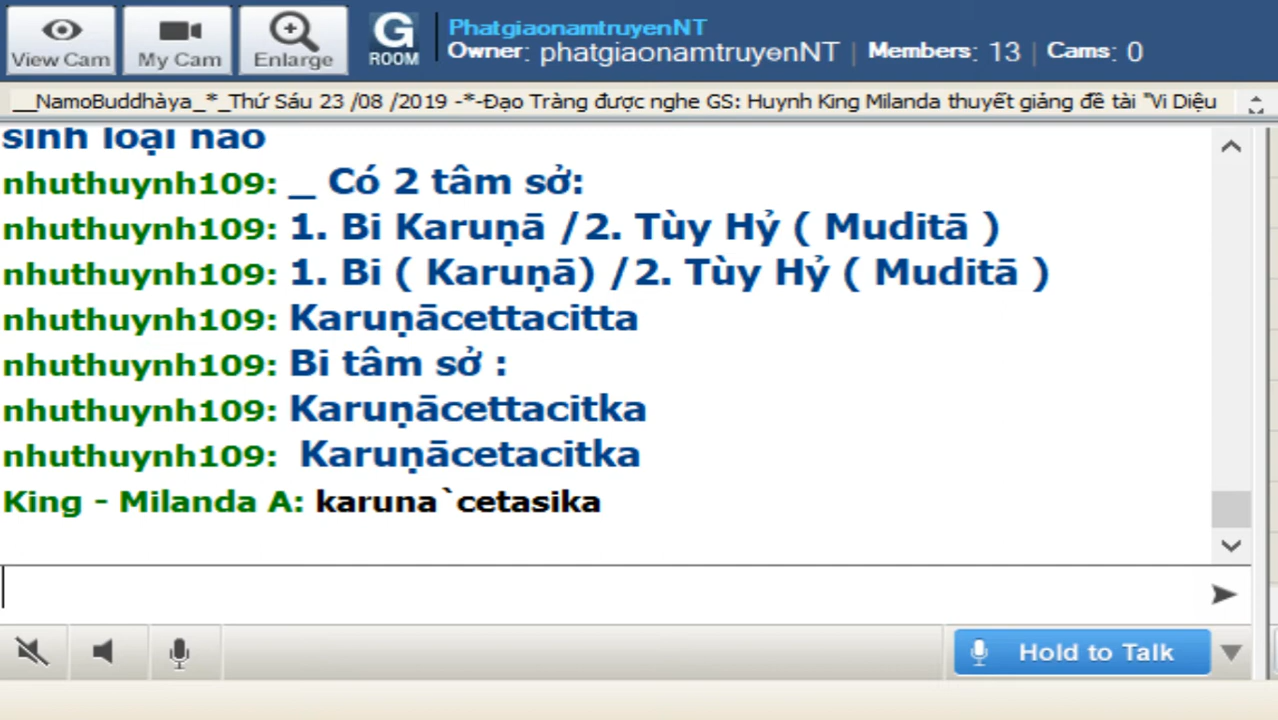 View Cam
My Cam
Enlarge
G
ROOM
PhatgiaonamtruyenNT
Owner: phatgiaonamtruyenNT | Members: 13 | Cams: 0
__NamoBuddhàya_*_Thứ Sáu 23 /08 /2019 -*-Đạo Tràng được nghe GS: Huynh King Milanda thuyết giảng đề tài "Vi Diệu
sinh loại nào
nhuthuynh109: _ Có 2 tâm sở:
nhuthuynh109: 1. Bi Karuṇā /2. Tùy Hỷ ( Muditā )
nhuthuynh109: 1. Bi ( Karuṇā) /2. Tùy Hỷ ( Muditā )
nhuthuynh109: Karuṇācettacitta
nhuthuynh109: Bi tâm sở :
nhuthuynh109: Karuṇācettacitka
nhuthuynh109: Karuṇācetacitka
King - Milanda A: karuna`cetasika
Hold to Talk